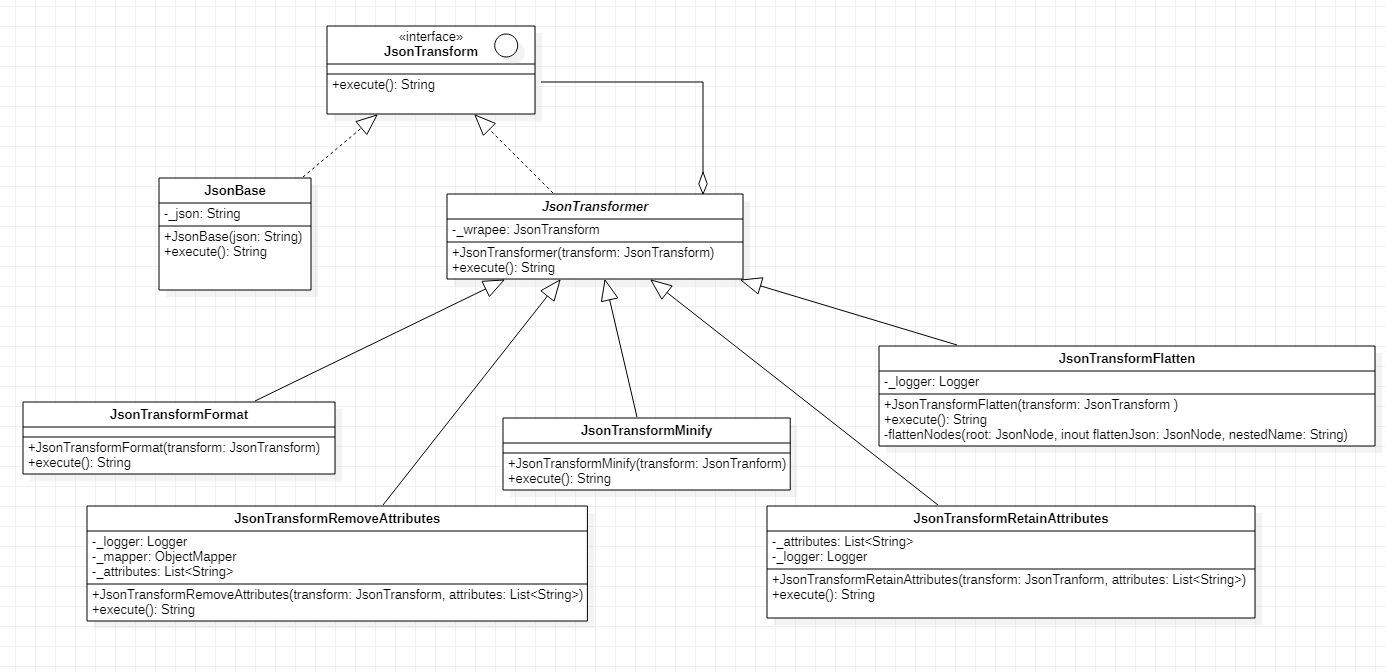 «interface»
JsonTransform
+execute(): String
JsonBase
-_json: String
+JsonBase(json: String)
+execute(): String
JsonTransformer
-_wrapee: JsonTransform
+JsonTransformer(transform: JsonTransform)
+execute(): String
JsonTransformFlatten
-_logger: Logger
+JsonTransformFlatten(transform: JsonTransform )
+execute(): String
-flattenNodes(root: JsonNode, inout flattenJson: JsonNode, nestedName: String)
JsonTransformFormat
+JsonTransformFormat(transform: JsonTransform)
+execute(): String
JsonTransformMinify
+JsonTransformMinify(transform: JsonTranform)
+execute(): String
JsonTransformRemoveAttributes
-_logger: Logger
-_mapper: ObjectMapper
-_attributes: List<String>
+JsonTransformRemoveAttributes(transform: JsonTransform, attributes: List<String>)
+execute(): String
JsonTransformRetainAttributes
-_attributes: List<String>
-_logger: Logger
+JsonTransformRetainAttributes(transform: JsonTranform, attributes: List<String>)
+execute(): String